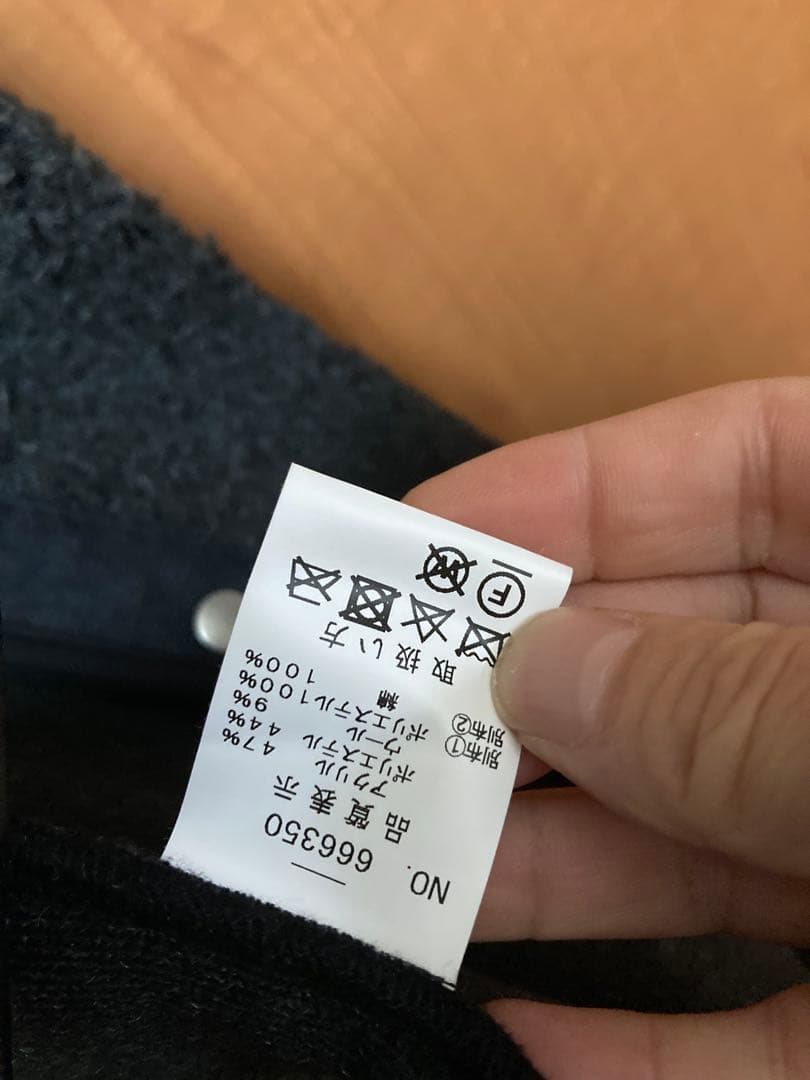 NO. 666350
品質表示
アクリル 47%
ポリエステル 44%
ウール 9%
別布① ポリエステル100%
別布② 綿 100%
取扱い方
F W